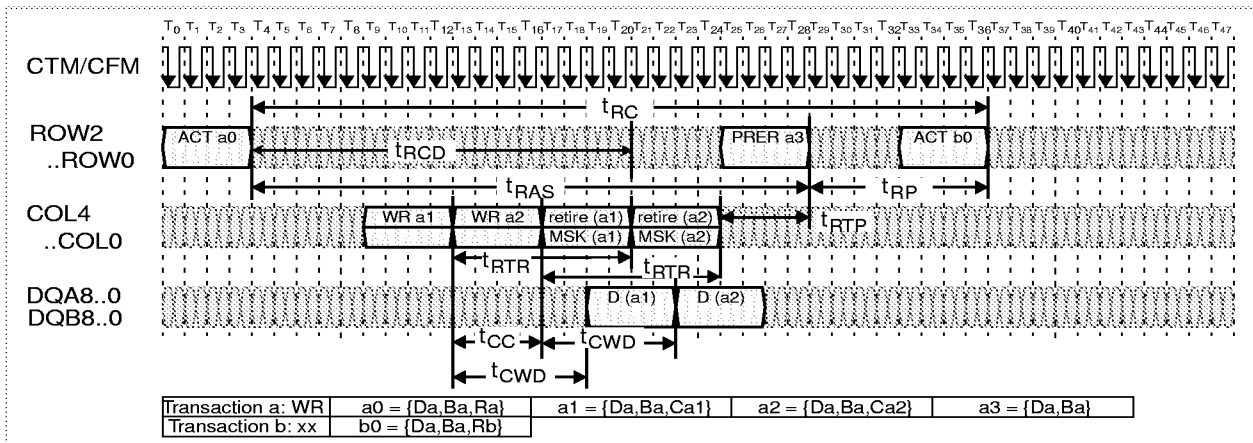 T0 T1 T2 T3 T4 T5 T6 T7 T8 T9 T10 T11 T12 T13 T14 T15 T16 T17 T18 T19 T20 T21 T22 T23 T24 T25 T26 T27 T28 T29 T30 T31 T32 T33 T34 T35 T36 T37 T38 T39 T40 T41 T42 T43 T44 T45 T46 T47
CTM/CFM
tRC
ROW2
..ROW0
ACT a0
PRER a3
ACT b0
tRCD
tRAS
tRP
COL4
..COL0
WR a1
WR a2
retire (a1)
retire (a2)
MSK (a1)
MSK (a2)
tRTP
tRTR
tRTR
DQA8..0
DQB8..0
D (a1)
D (a2)
tCC
tCWD
tCWD
Transaction a: WR a0 = {Da,Ba,Ra} a1 = {Da,Ba,Ca1} a2 = {Da,Ba,Ca2} a3 = {Da,Ba}
Transaction b: xx b0 = {Da,Ba,Rb}